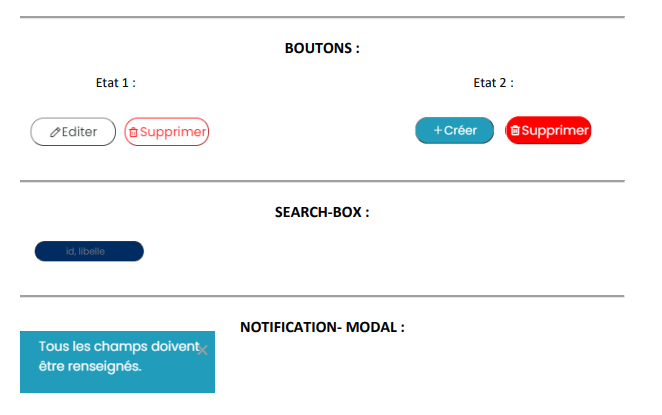 BOUTONS :
Etat 1 :
Etat 2 :
Editer
Supprimer
+Créer
Supprimer
SEARCH-BOX :
id, libelle
NOTIFICATION- MODAL :
Tous les champs doivent
être renseignés.